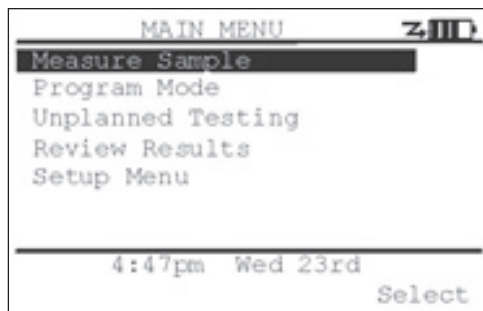 MAIN MENU
Measure Sample
Program Mode
Unplanned Testing
Review Results
Setup Menu
4:47pm Wed 23rd
Select